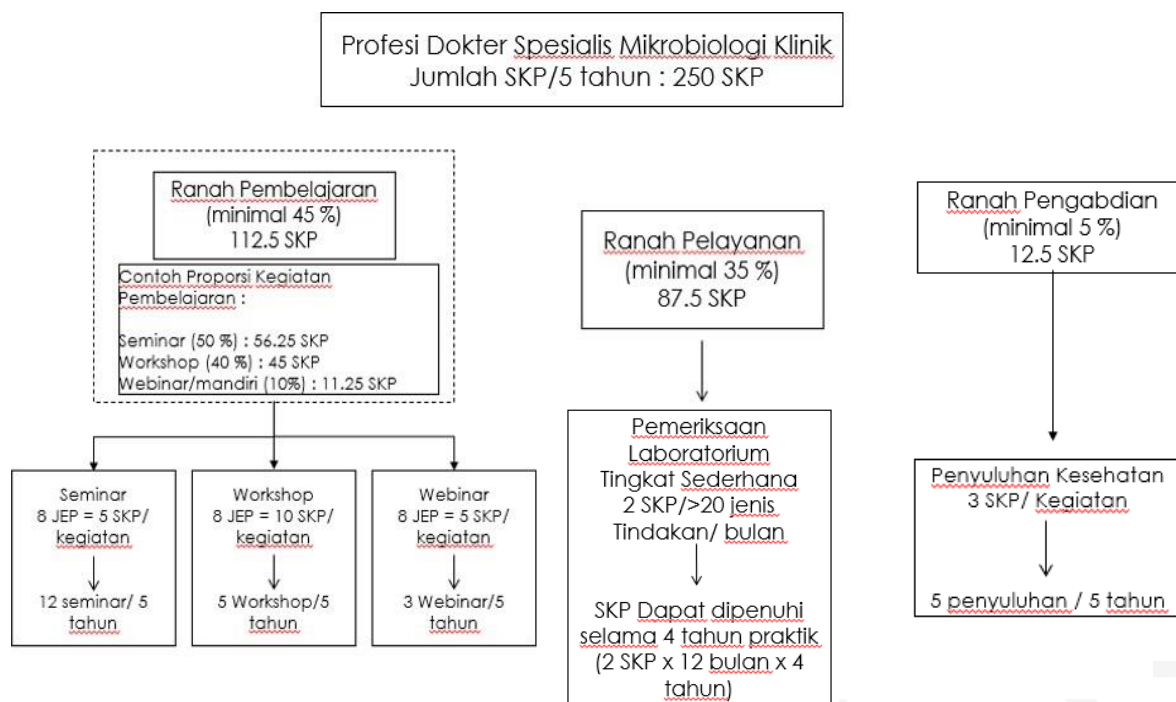 Profesi Dokter Spesialis Mikrobiologi Klinik
Jumlah SKP/5 tahun : 250 SKP
Ranah Pembelajaran
(minimal 45 %)
112.5 SKP
Contoh Proporsi Kegiatan
Pembelajaran :
Seminar (50 %) : 56.25 SKP
Workshop (40 %) : 45 SKP
Webinar/mandiri (10%) : 11.25 SKP
Seminar
8 JEP = 5 SKP/
kegiatan
12 seminar/ 5
tahun
Workshop
8 JEP = 10 SKP/
kegiatan
5 Workshop/5
tahun
Webinar
8 JEP = 5 SKP/
kegiatan
3 Webinar/5
tahun
Ranah Pelayanan
(minimal 35 %)
87.5 SKP
Pemeriksaan
Laboratorium
Tingkat Sederhana
2 SKP/>20 jenis
Tindakan/ bulan
SKP Dapat dipenuhi
selama 4 tahun praktik
(2 SKP x 12 bulan x 4
tahun)
Ranah Pengabdian
(minimal 5 %)
12.5 SKP
Penyuluhan Kesehatan
3 SKP/ Kegiatan
5 penyuluhan / 5 tahun